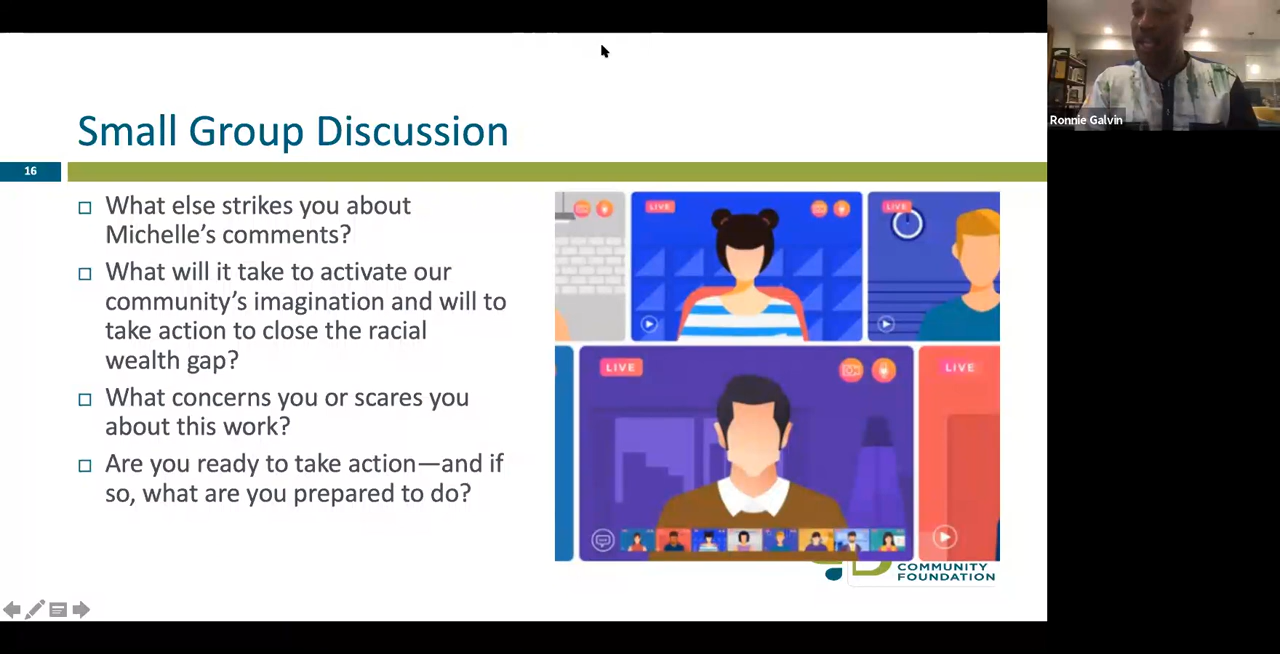 Small Group Discussion
Ronnie Galvin
16
What else strikes you about
Michelle's comments?
What will it take to activate our
community's imagination and will to
take action to close the racial
wealth gap?
What concerns you or scares you
about this work?
Are you ready to take action—and if
so, what are you prepared to do?
LIVE
LIVE
LIVE
LIVE
COMMUNITY
FOUNDATION